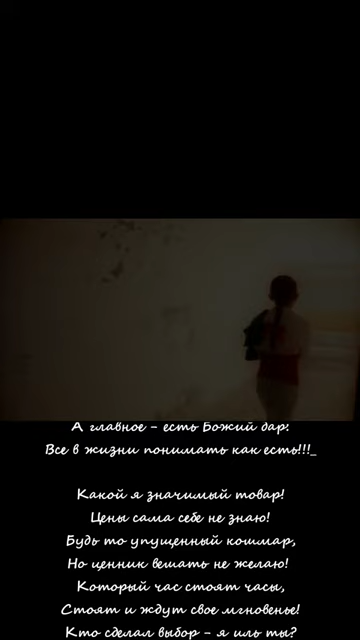 А главное - есть Божий дар:
Все в жизни понимать как есть!!!_
Какой я значимый товар!
Цены сама себе не знаю!
Будь то упущенный кошмар,
Но ценник вешать не желаю!
Который час стоят часы,
Стоят и ждут свое мгновенье!
Кто сделал выбор - я иль ты?